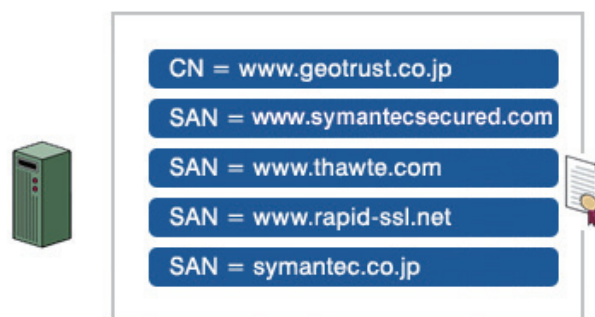 CN = www.geotrust.co.jp
SAN = www.symantecsecured.com
SAN = www.thawte.com
SAN = www.rapid-ssl.net
SAN = symantec.co.jp